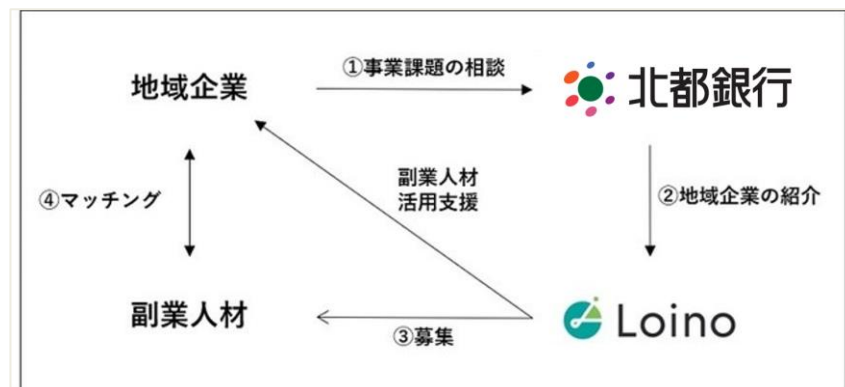 ①事業課題の相談
地域企業
北都銀行
副業人材
活用支援
④マッチング
②地域企業の紹介
副業人材
Loino
③募集